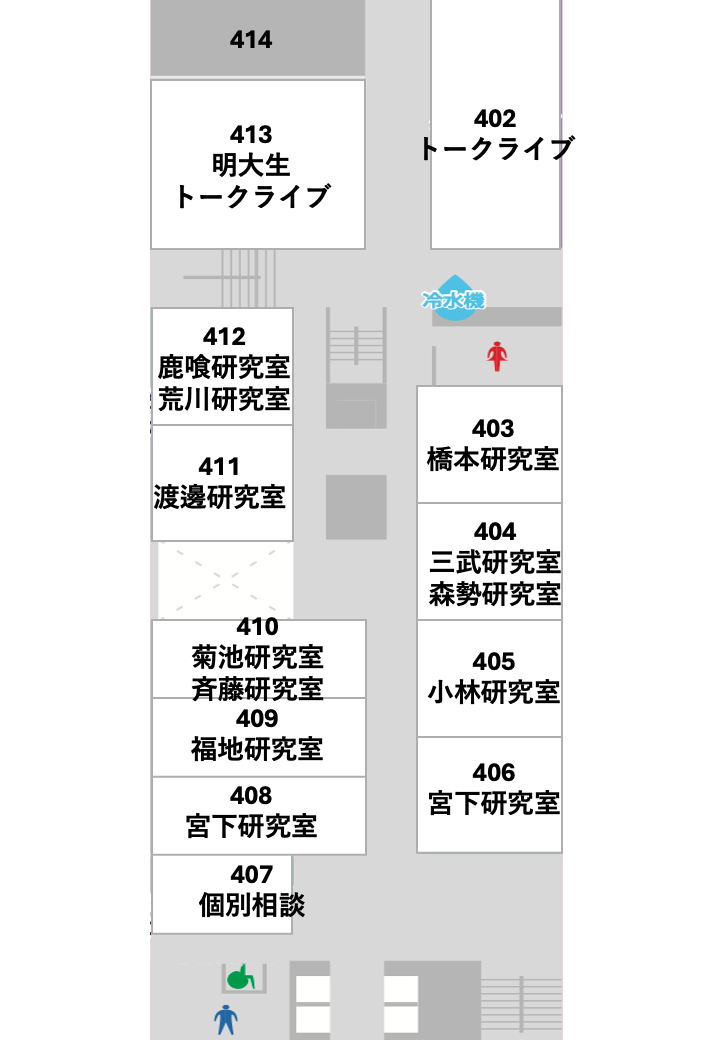 414
413
明大生
トークライブ
402
トークライブ
冷水機
412
鹿喰研究室
荒川研究室
411
渡邊研究室
403
橋本研究室
404
三武研究室
森勢研究室
410
菊池研究室
斉藤研究室
405
小林研究室
409
福地研究室
408
宮下研究室
406
宮下研究室
407
個別相談